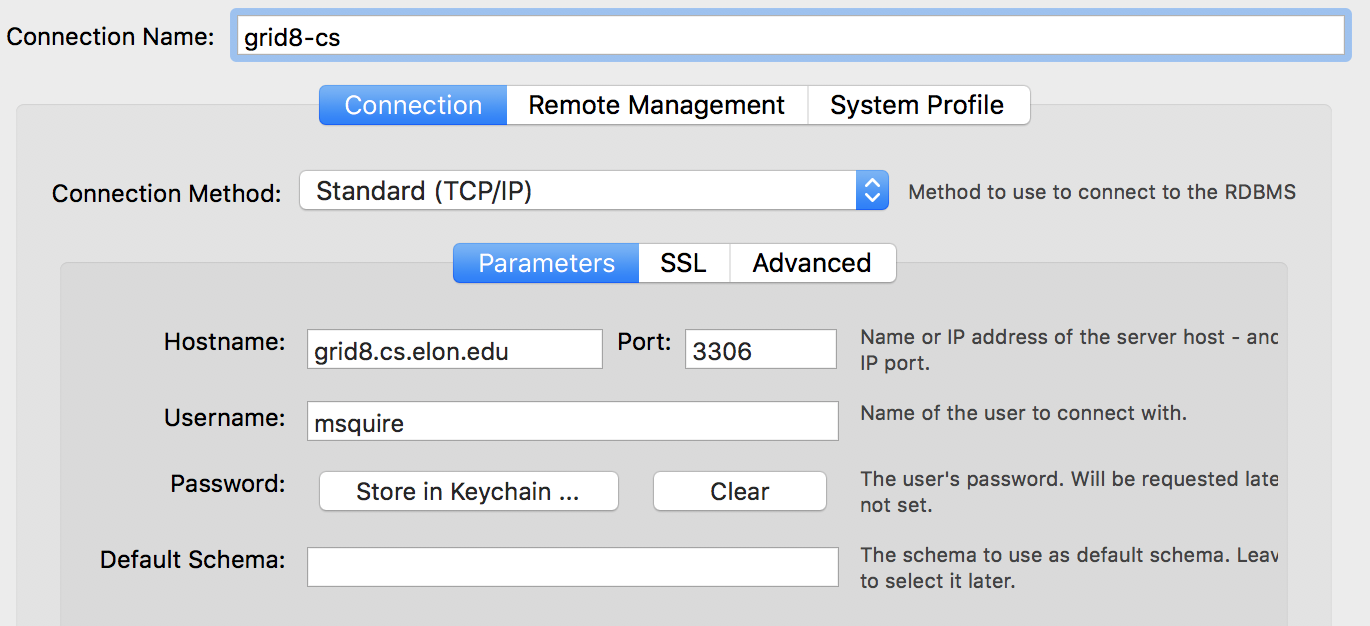 Connection Name: grid8-cs
Connection Remote Management System Profile
Connection Method: Standard (TCP/IP) Method to use to connect to the RDBMS
Parameters SSL Advanced
Hostname: grid8.cs.elon.edu Port: 3306 Name or IP address of the server host - and
IP port.
Username: msquire Name of the user to connect with.
Password: Store in Keychain ... Clear The user's password. Will be requested late
not set.
Default Schema: The schema to use as default schema. Leav
to select it later.